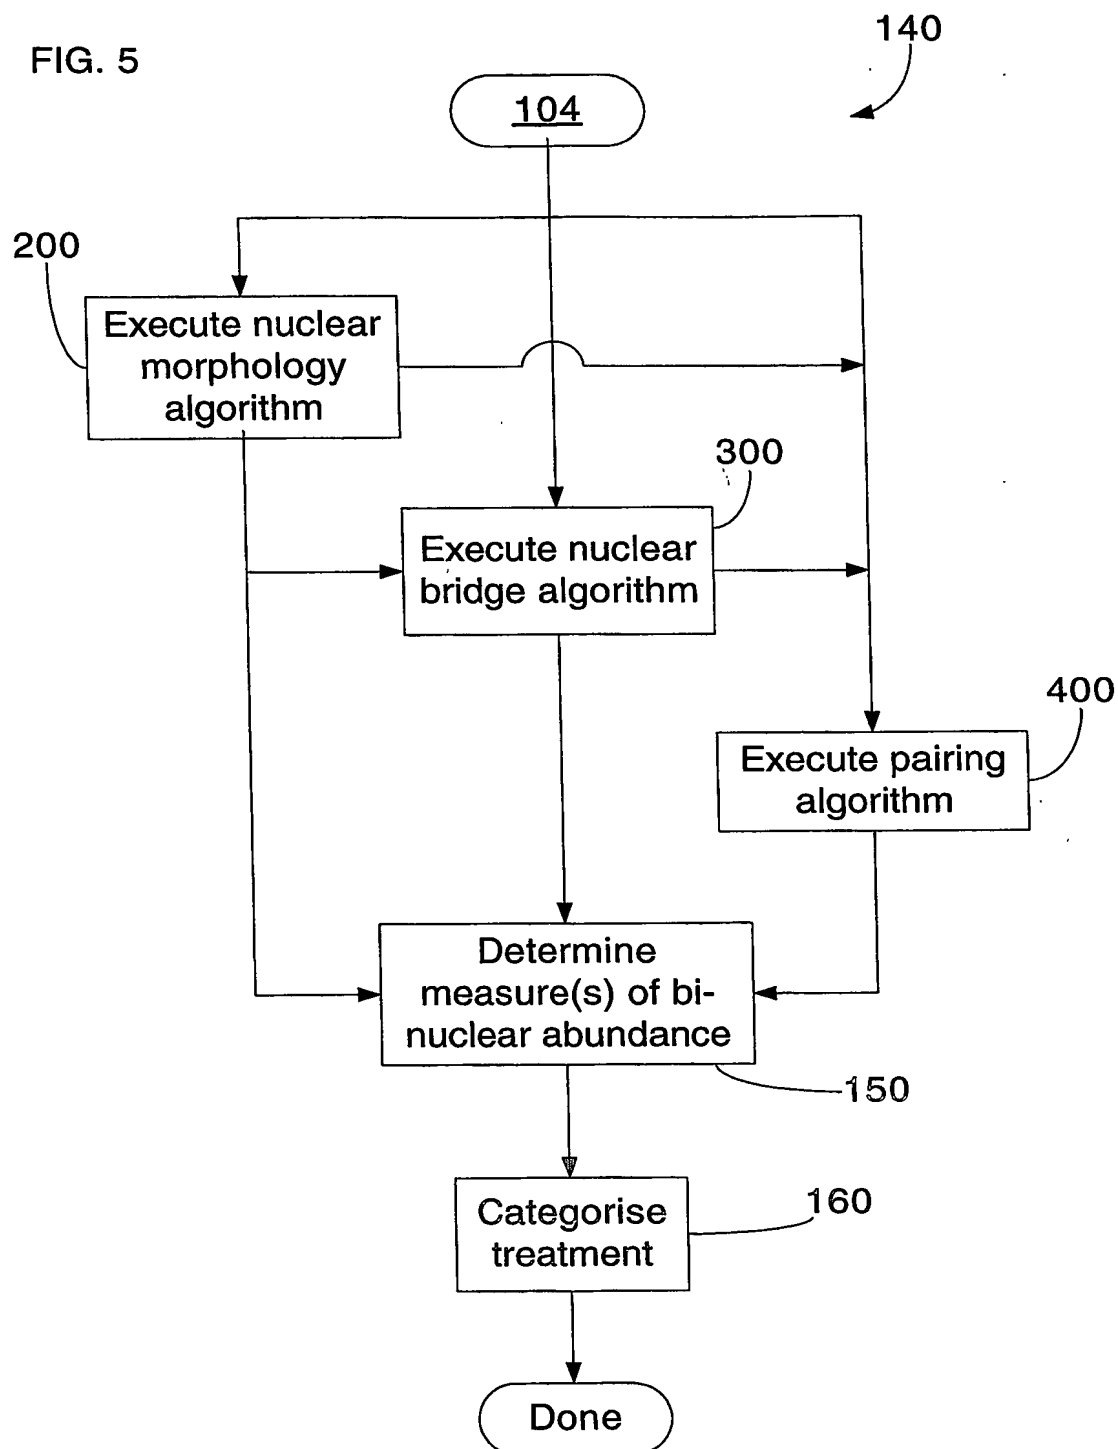 FIG. 5
140
104
200
Execute nuclear
morphology
algorithm
300
Execute nuclear
bridge algorithm
400
Execute pairing
algorithm
Determine
measure(s) of bi-
nuclear abundance
150
Categorise
treatment
160
Done